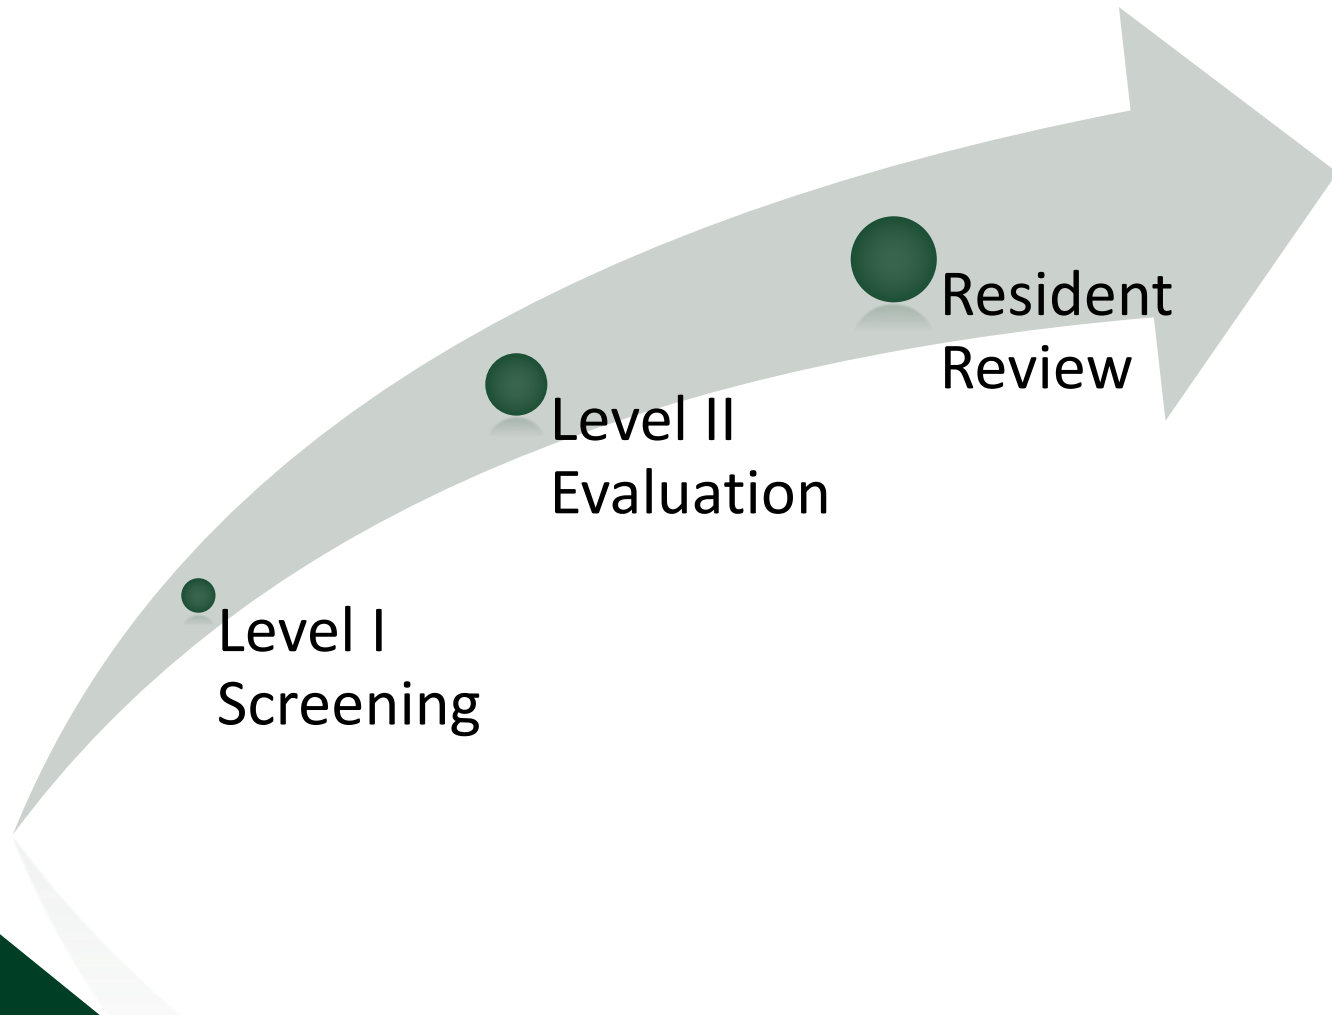 Resident
Review
Level II
Evaluation
Level I
Screening